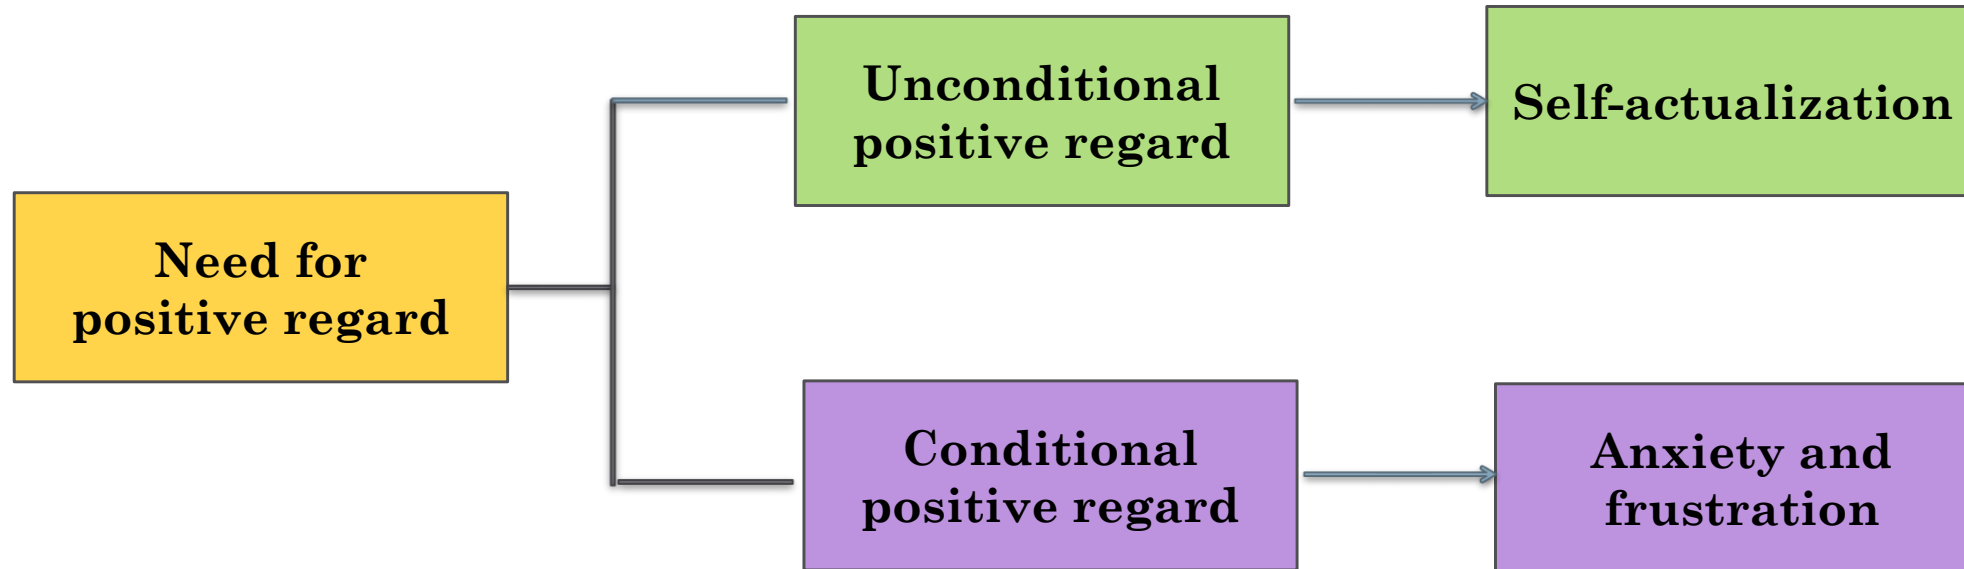 Need for
positive regard
Unconditional
positive regard
Self-actualization
Conditional
positive regard
Anxiety and
frustration